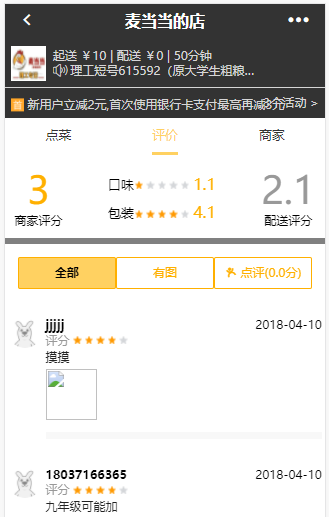 麦当当的店
起送 ￥10 | 配送 ￥0 | 50分钟
理工短号615592（原大学生粗粮...
首 新用户立减2元,首次使用银行卡支付最高再减3元
个活动 >
点菜 评价 商家
3 口味 1.1 2.1
商家评分 包装 4.1 配送评分
全部 有图 点评(0.0分)
jjjjj 2018-04-10
评分
摸摸
18037166365 2018-04-10
评分
九年级可能加